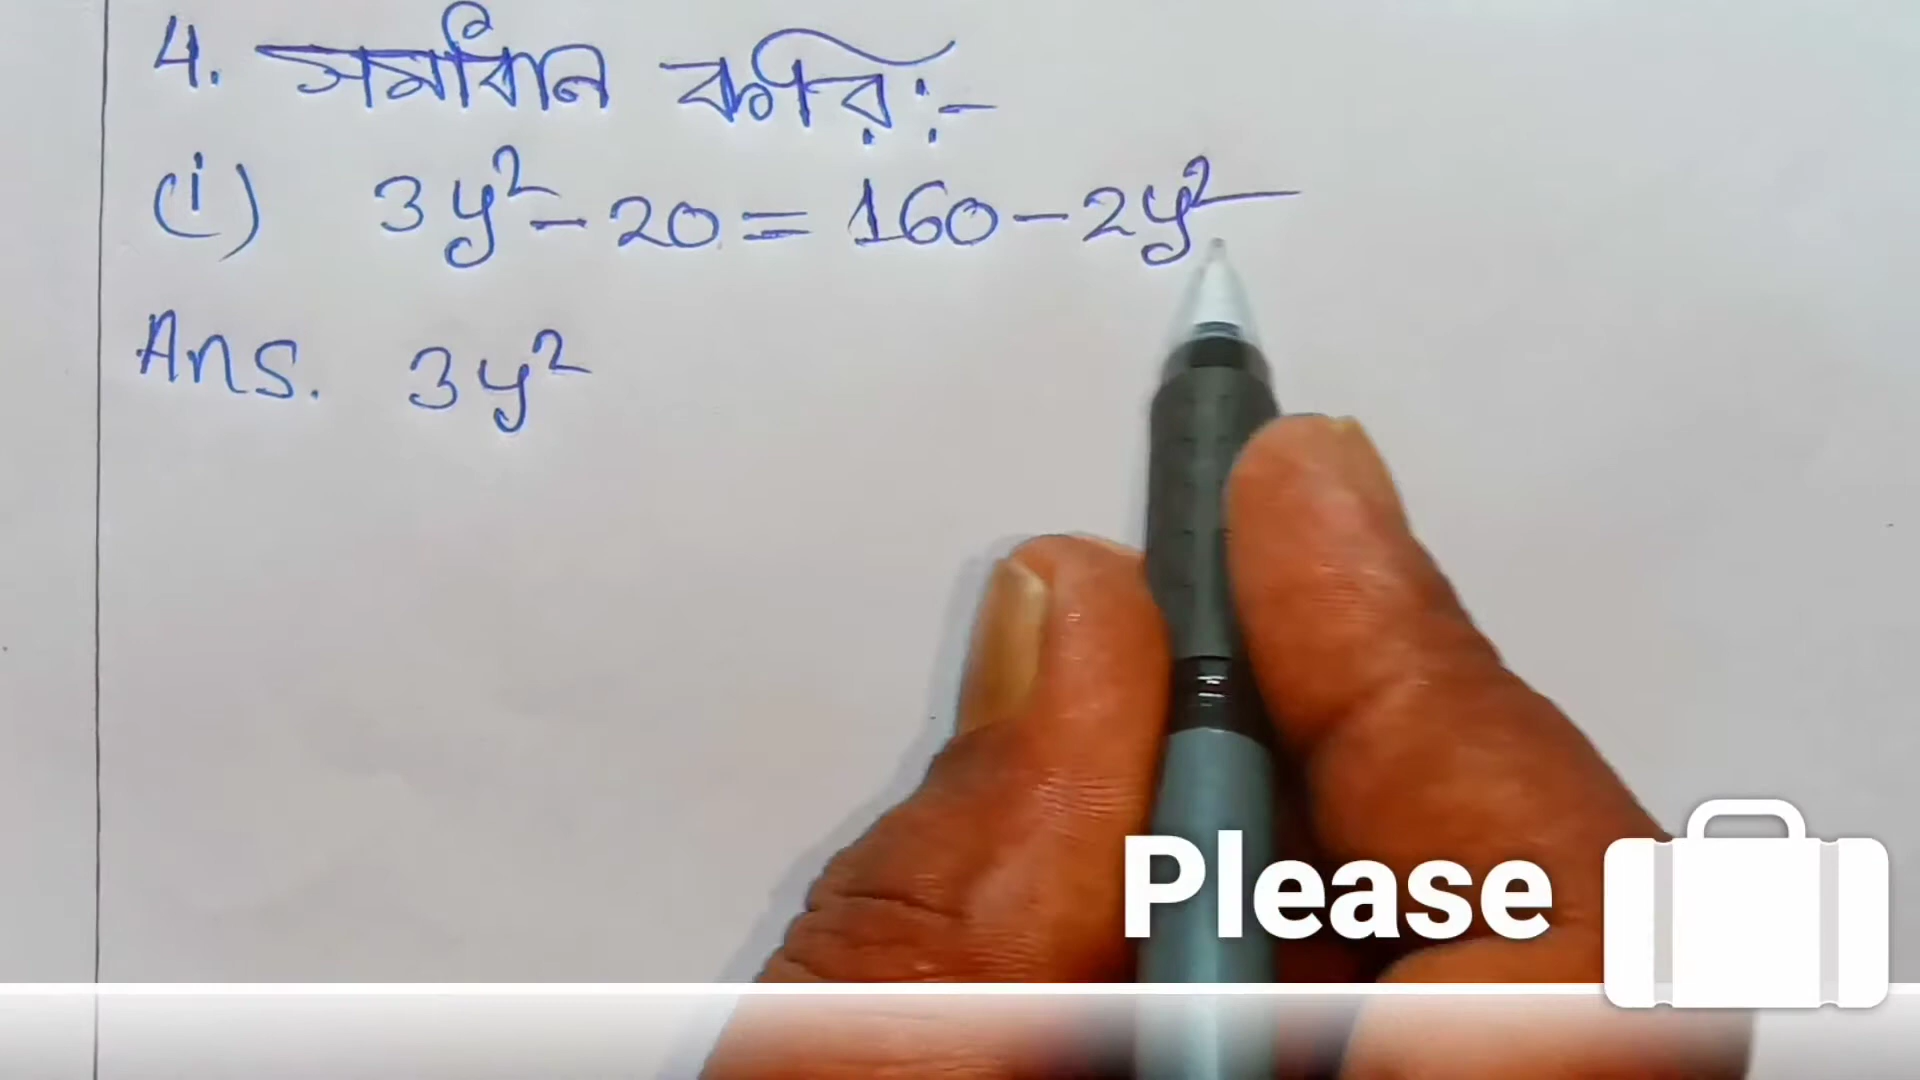 4. সমাধান করি:-
(i) 3y² - 20 = 160 - 2y²
Ans. 3y²
Please